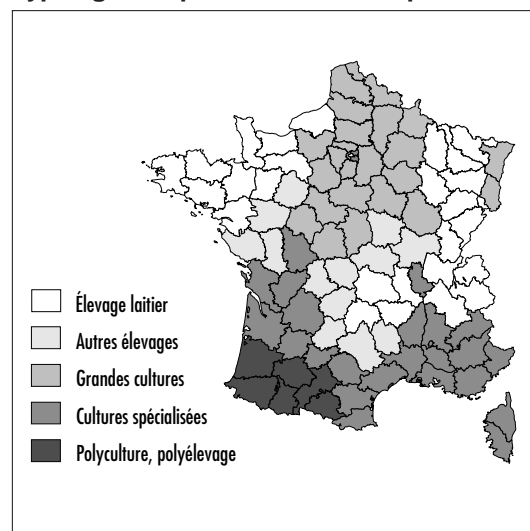 Élevage laitier
Autres élevages
Grandes cultures
Cultures spécialisées
Polyculture, polyélevage